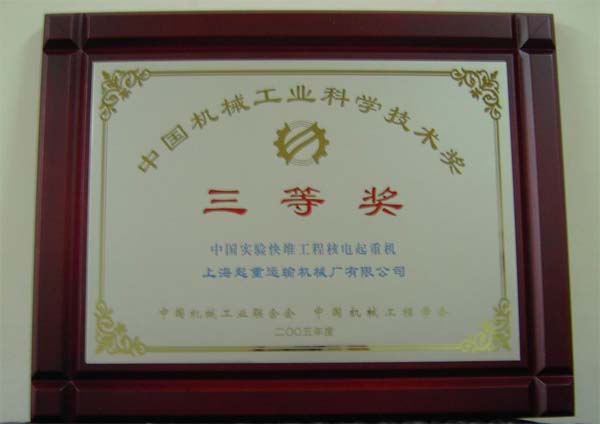 中国机械工业科学技术奖
三等奖
中国实验快堆工程核电起重机
上海起重运输机械厂有限公司
中国机械工业联合会 中国机械工程学会
二〇〇五年度